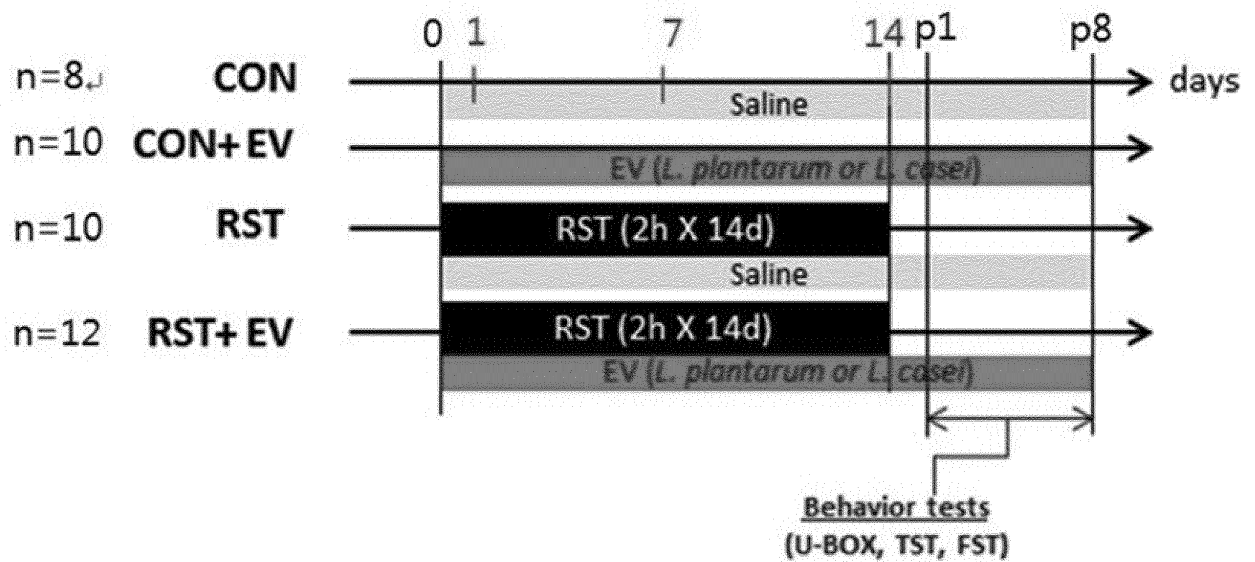 0 1 7 14 p1 p8
n=8↵ CON days
Saline
n=10 CON+ EV
EV (L. plantarum or L. casei)
n=10 RST RST (2h X 14d)
Saline
n=12 RST+ EV RST (2h X 14d)
EV (L. plantarum or L. casei)
Behavior tests
(U-BOX, TST, FST)